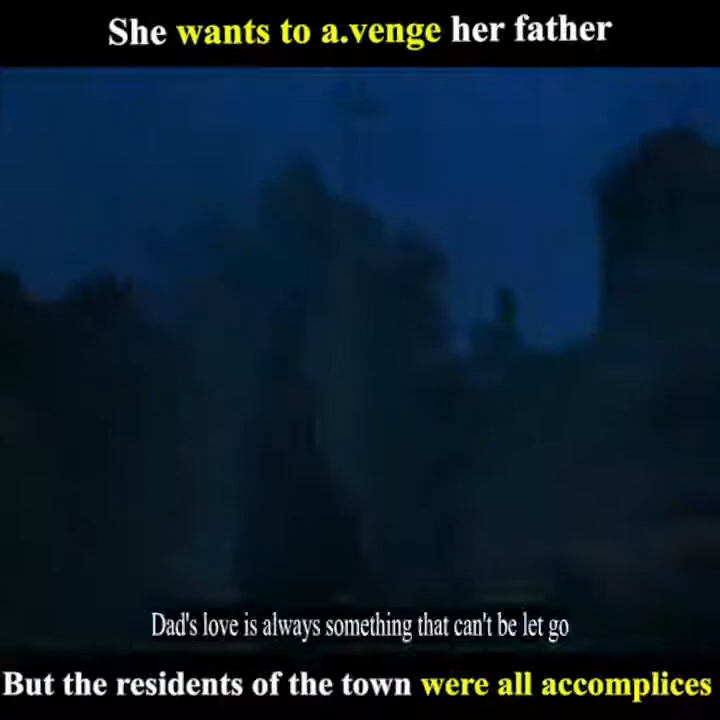 She wants to a.venge her father
Dad's love is always something that can't be let go
But the residents of the town were all accomplices